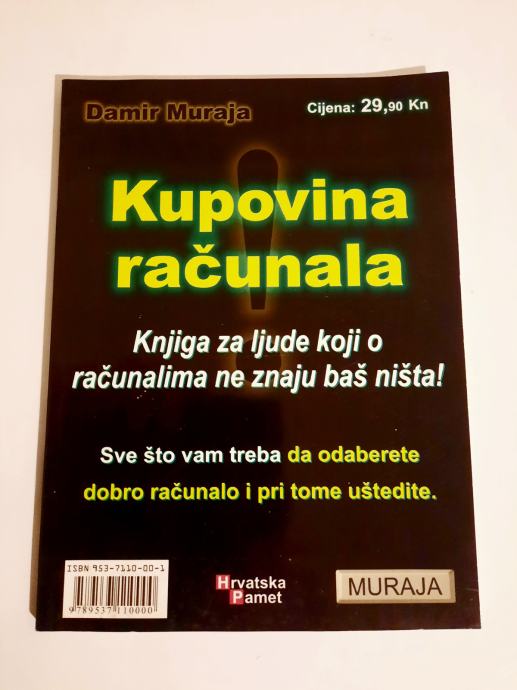 Damir Muraja
Cijena: 29,90 Kn
Kupovina
računala
Knjiga za ljude koji o
računalima ne znaju baš ništa!
Sve što vam treba da odaberete
dobro računalo i pri tome uštedite.
ISBN 953-7110-00-1
9789537110000
Hrvatska
Pamet
MURAJA